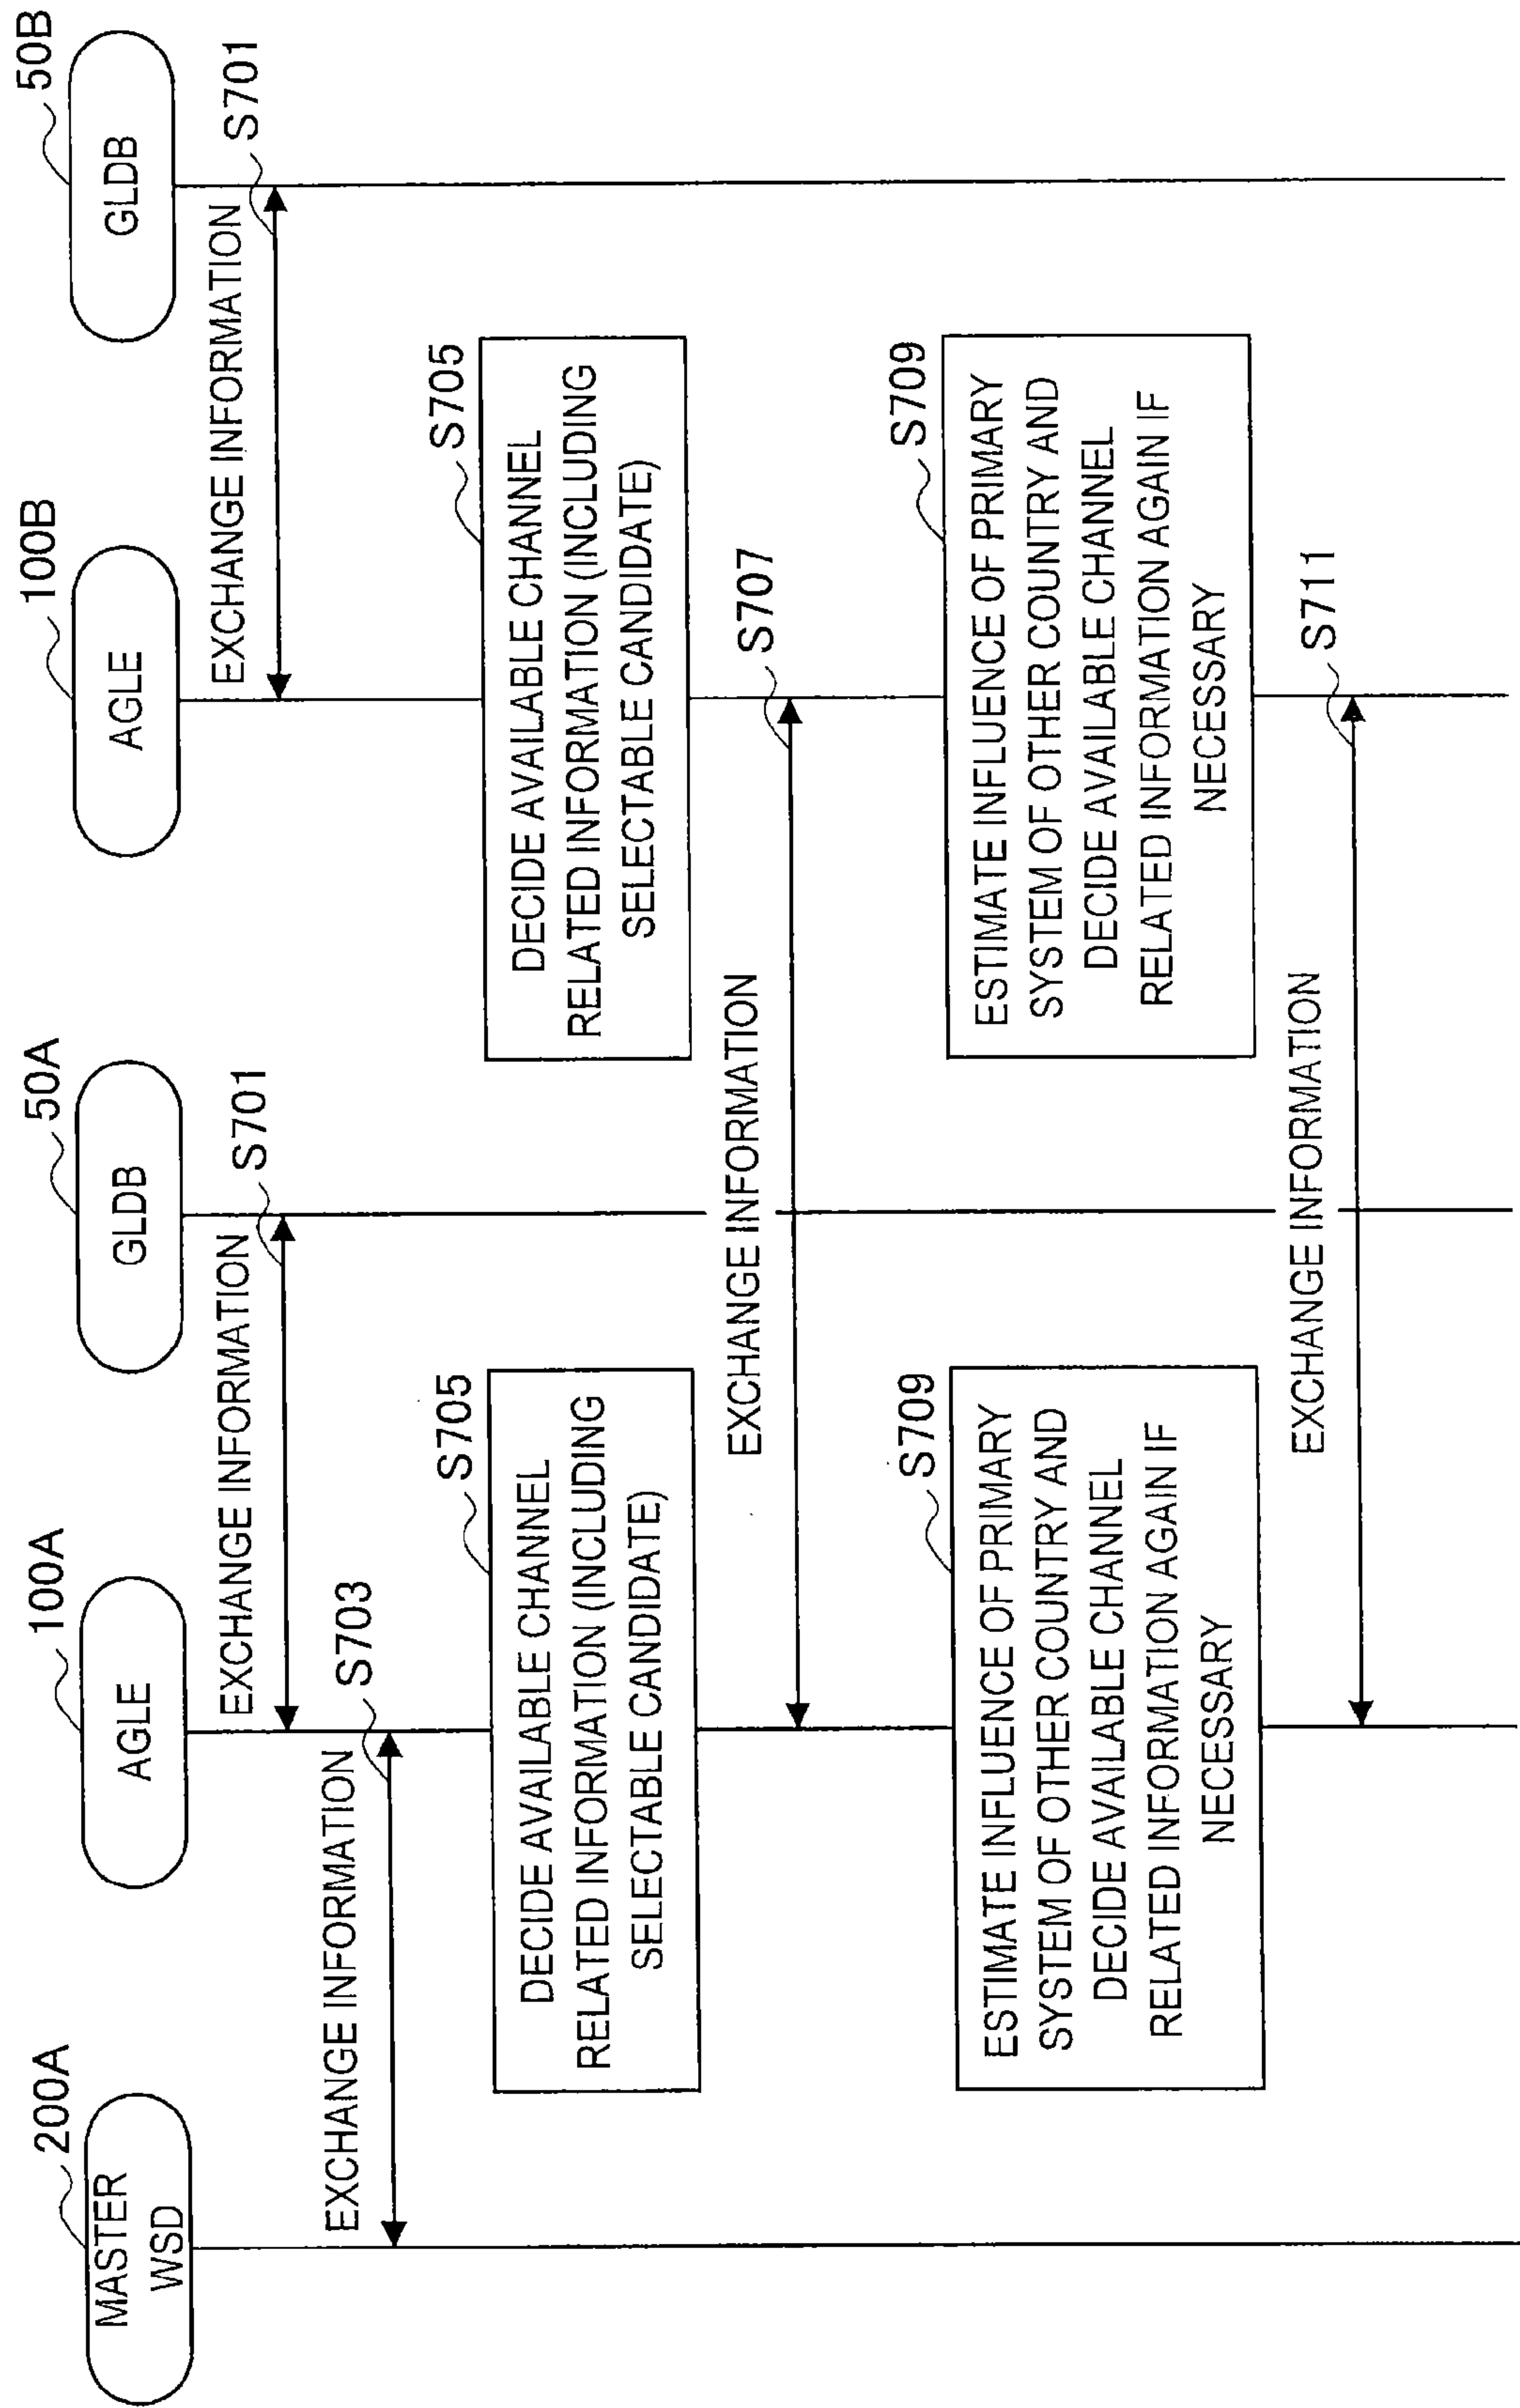 200A
MASTER
WSD
100A
AGLE
50A
GLDB
100B
AGLE
50B
GLDB
EXCHANGE INFORMATION
S701
EXCHANGE INFORMATION
S701
EXCHANGE INFORMATION
S703
S705
DECIDE AVAILABLE CHANNEL
RELATED INFORMATION (INCLUDING
SELECTABLE CANDIDATE)
S705
DECIDE AVAILABLE CHANNEL
RELATED INFORMATION (INCLUDING
SELECTABLE CANDIDATE)
EXCHANGE INFORMATION
S707
S709
ESTIMATE INFLUENCE OF PRIMARY
SYSTEM OF OTHER COUNTRY AND
DECIDE AVAILABLE CHANNEL
RELATED INFORMATION AGAIN IF
NECESSARY
S709
ESTIMATE INFLUENCE OF PRIMARY
SYSTEM OF OTHER COUNTRY AND
DECIDE AVAILABLE CHANNEL
RELATED INFORMATION AGAIN IF
NECESSARY
EXCHANGE INFORMATION
S711